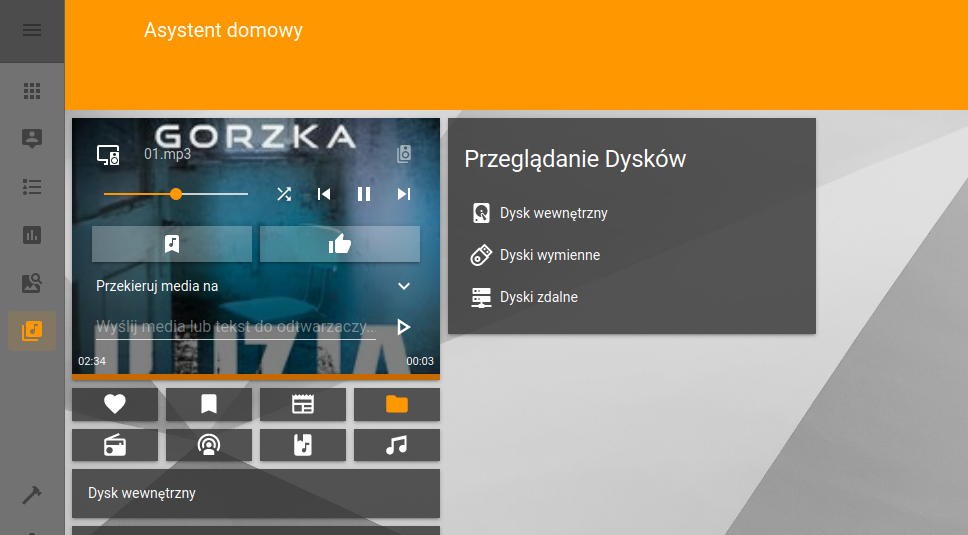 Asystent domowy
GORZKA
01.mp3
Przekieruj media na
Wyślij media lub tekst do odtwarzaczy...
02:34
00:03
Dysk wewnętrzny
Przeglądanie Dysków
Dysk wewnętrzny
Dyski wymienne
Dyski zdalne